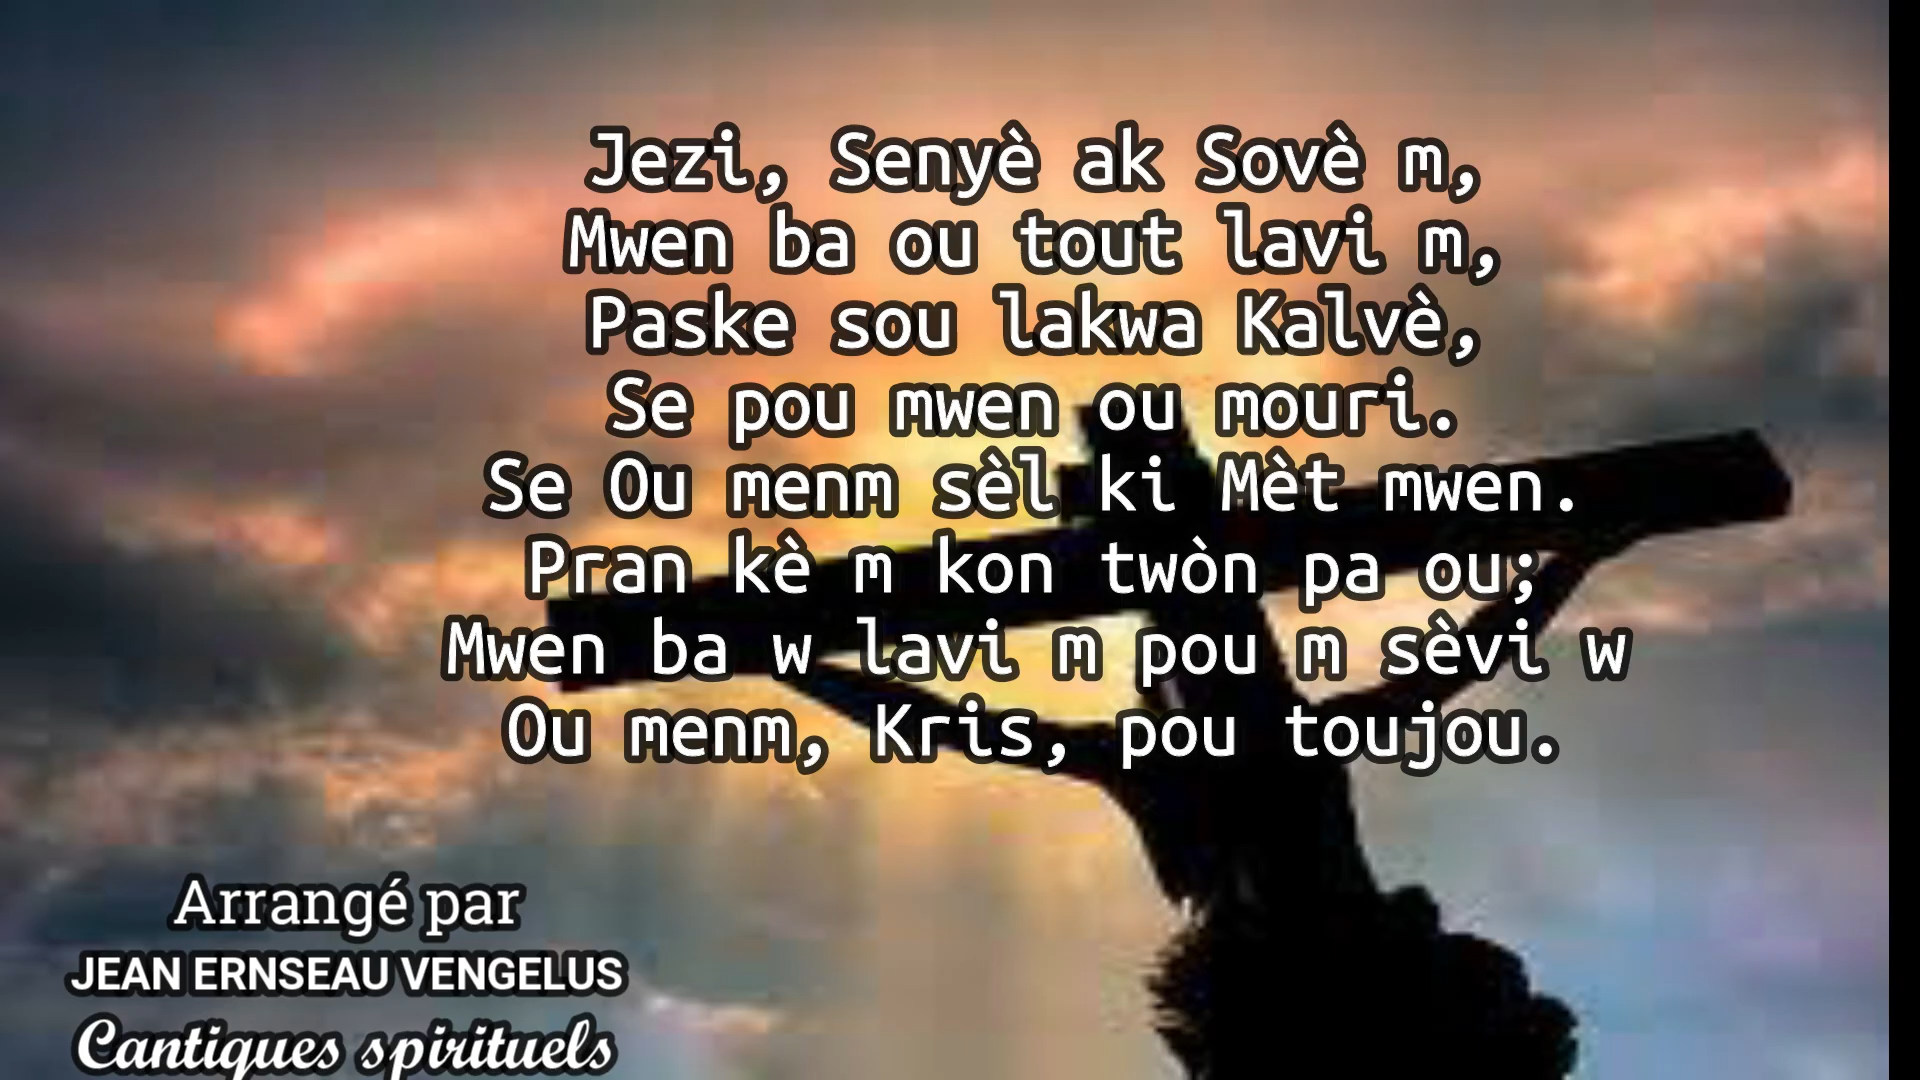 Jezi, Senyè ak Sovè m,
Mwen ba ou tout lavi m,
Paske sou lakwa Kalvè,
Se pou mwen ou mouri.
Se Ou menm sèl ki Mèt mwen.
Pran kè m kon twòn pa ou;
Mwen ba w lavi m pou m sèvi w
Ou menm, Kris, pou toujou.
Arrangé par
JEAN ERNSEAU VENGELUS
Cantiques spirituels